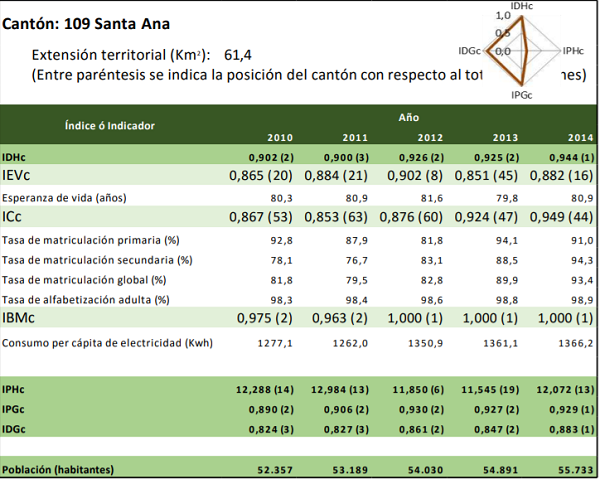 Cantón: 109 Santa Ana
IDHc
1,0
0,5
IDGc 0,0 IPHc
IPGc
Extensión territorial (Km²): 61,4
(Entre paréntesis se indica la posición del cantón con respecto al tot nes)
Índice ó Indicador Año
2010 2011 2012 2013 2014
IDHc 0,902 (2) 0,900 (3) 0,926 (2) 0,925 (2) 0,944 (1)
IEVc 0,865 (20) 0,884 (21) 0,902 (8) 0,851 (45) 0,882 (16)
Esperanza de vida (años) 80,3 80,9 81,6 79,8 80,9
ICc 0,867 (53) 0,853 (63) 0,876 (60) 0,924 (47) 0,949 (44)
Tasa de matriculación primaria (%) 92,8 87,9 81,8 94,1 91,0
Tasa de matriculación secundaria (%) 78,1 76,7 83,1 88,5 94,3
Tasa de matriculación global (%) 81,8 79,5 82,8 89,9 93,4
Tasa de alfabetización adulta (%) 98,3 98,4 98,6 98,8 98,9
IBMc 0,975 (2) 0,963 (2) 1,000 (1) 1,000 (1) 1,000 (1)
Consumo per cápita de electricidad (Kwh) 1277,1 1262,0 1350,9 1361,1 1366,2
IPHc 12,288 (14) 12,984 (13) 11,850 (6) 11,545 (19) 12,072 (13)
IPGc 0,890 (2) 0,906 (2) 0,930 (2) 0,927 (2) 0,929 (1)
IDGc 0,824 (3) 0,827 (3) 0,861 (2) 0,847 (2) 0,883 (1)
Población (habitantes) 52.357 53.189 54.030 54.891 55.733